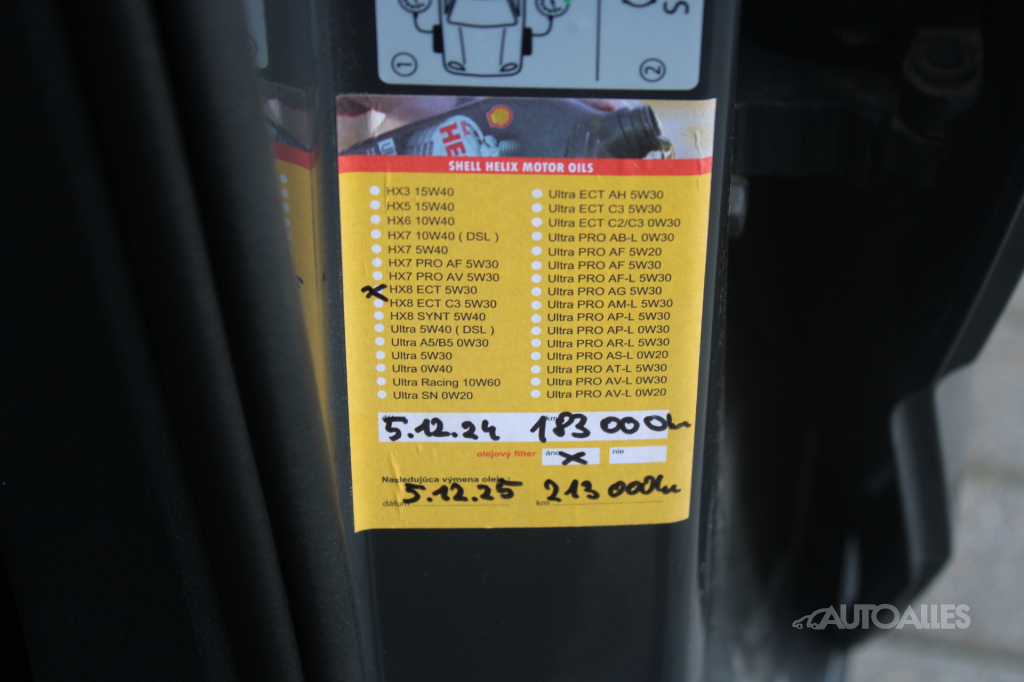 1
2
S
HE
SHELL HELIX MOTOR OILS
HX3 15W40
HX5 15W40
HX6 10W40
HX7 10W40 ( DSL )
HX7 5W40
HX7 PRO AF 5W30
HX7 PRO AV 5W30
x HX8 ECT 5W30
HX8 ECT C3 5W30
HX8 SYNT 5W40
Ultra 5W40 ( DSL )
Ultra A5/B5 0W30
Ultra 5W30
Ultra 0W40
Ultra Racing 10W60
Ultra SN 0W20
Ultra ECT AH 5W30
Ultra ECT C3 5W30
Ultra ECT C2/C3 0W30
Ultra PRO AB-L 0W30
Ultra PRO AF 5W20
Ultra PRO AF 5W30
Ultra PRO AF-L 5W30
Ultra PRO AG 5W30
Ultra PRO AM-L 5W30
Ultra PRO AP-L 5W30
Ultra PRO AP-L 0W30
Ultra PRO AR-L 5W30
Ultra PRO AS-L 0W20
Ultra PRO AT-L 5W30
Ultra PRO AV-L 0W30
Ultra PRO AV-L 0W20
5.12.24 km 183 000km
olejový filter áno x nie
Nasledujúca výmena oleja
dátum 5.12.25 km 213 000km
AUTOALLES